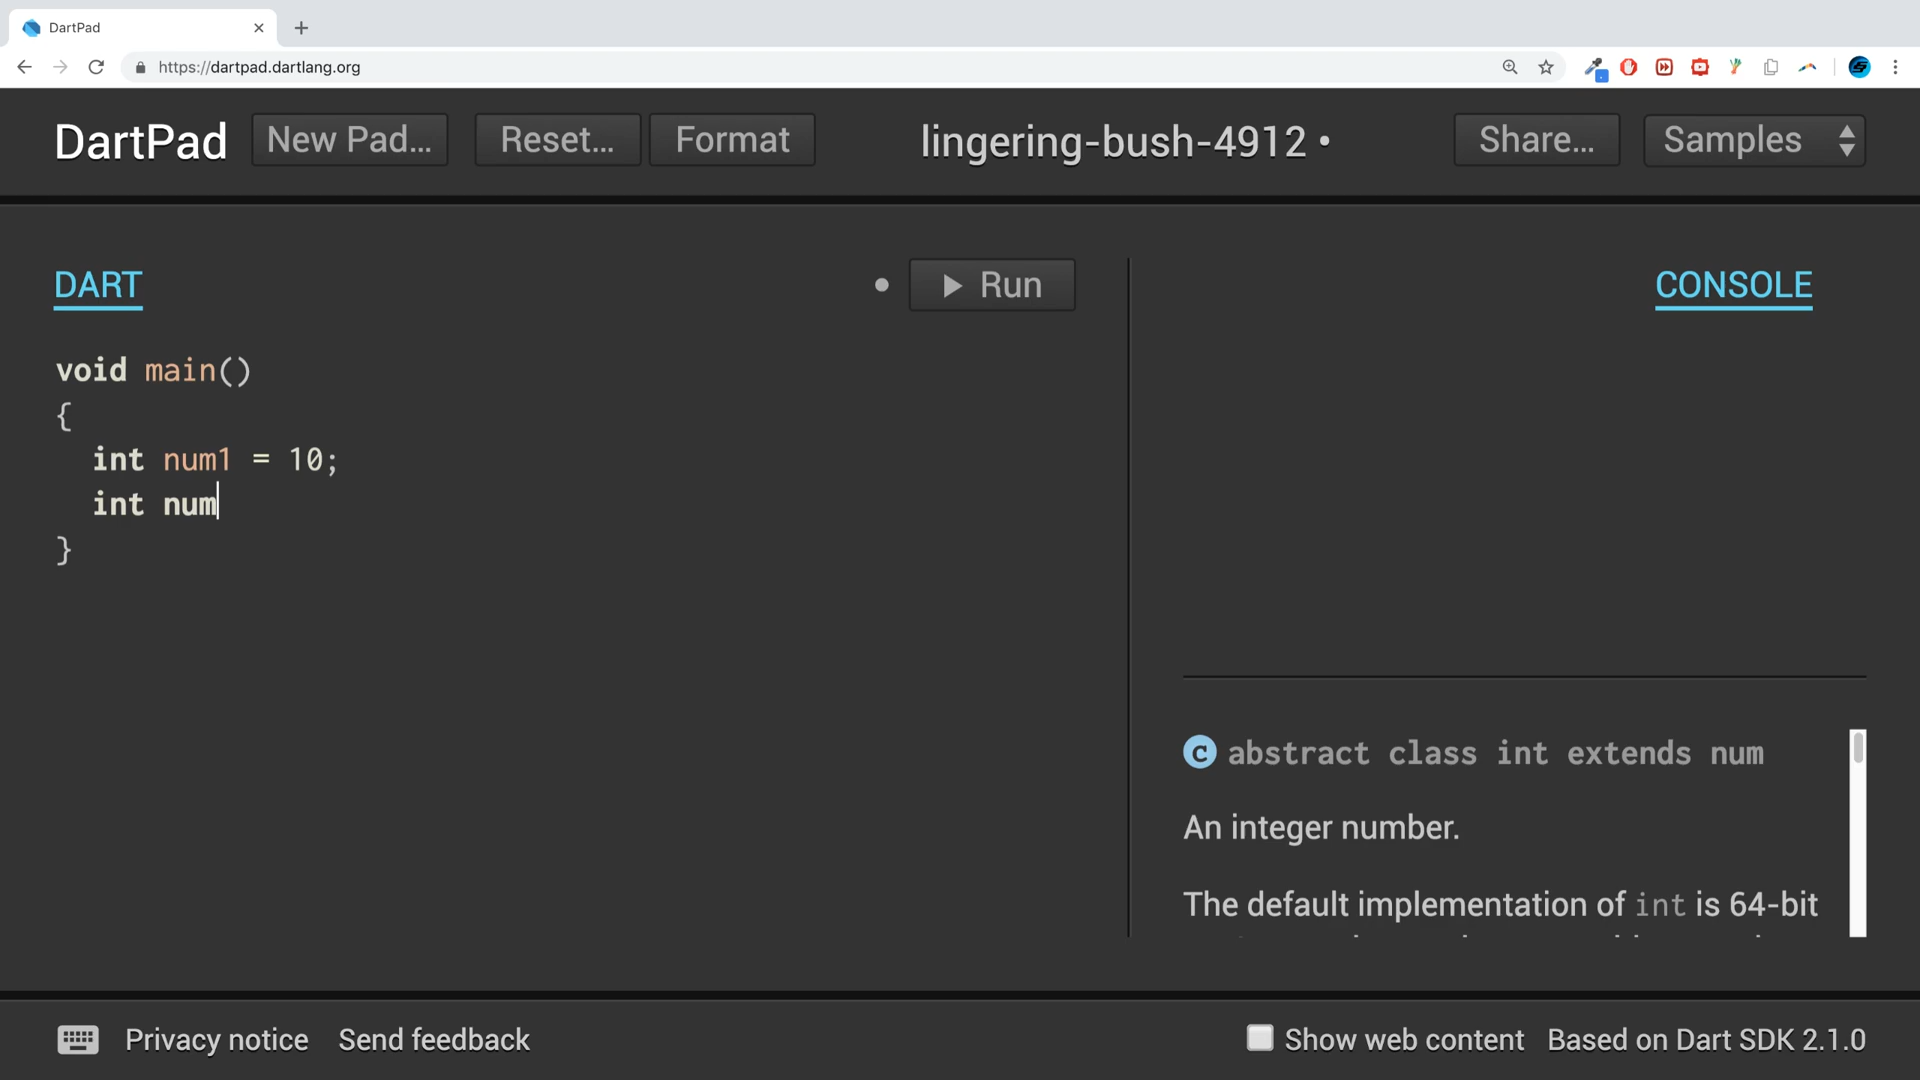 DartPad
https://dartpad.dartlang.org
DartPad New Pad... Reset... Format lingering-bush-4912 • Share... Samples
DART Run CONSOLE
void main()
{
int num1 = 10;
int num
}
C abstract class int extends num
An integer number.
The default implementation of int is 64-bit
Privacy notice Send feedback Show web content Based on Dart SDK 2.1.0